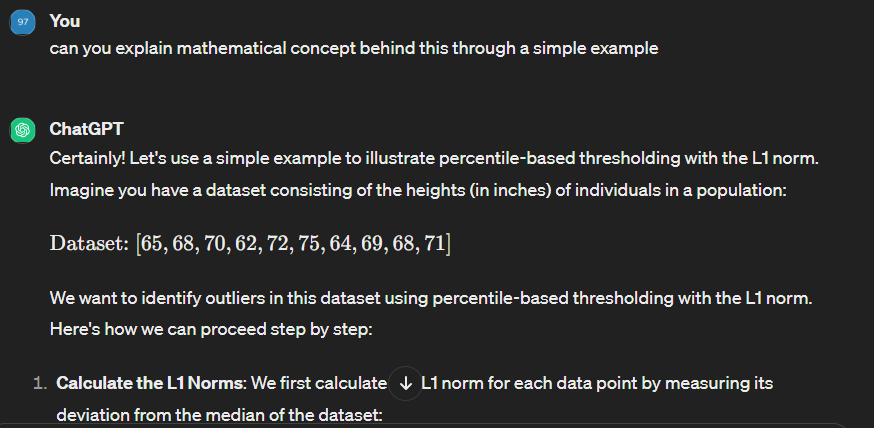 97 You
can you explain mathematical concept behind this through a simple example
ChatGPT
Certainly! Let's use a simple example to illustrate percentile-based thresholding with the L1 norm.
Imagine you have a dataset consisting of the heights (in inches) of individuals in a population:
Dataset: [65, 68, 70, 62, 72, 75, 64, 69, 68, 71]
We want to identify outliers in this dataset using percentile-based thresholding with the L1 norm.
Here's how we can proceed step by step:
1. Calculate the L1 Norms: We first calculate L1 norm for each data point by measuring its
deviation from the median of the dataset: